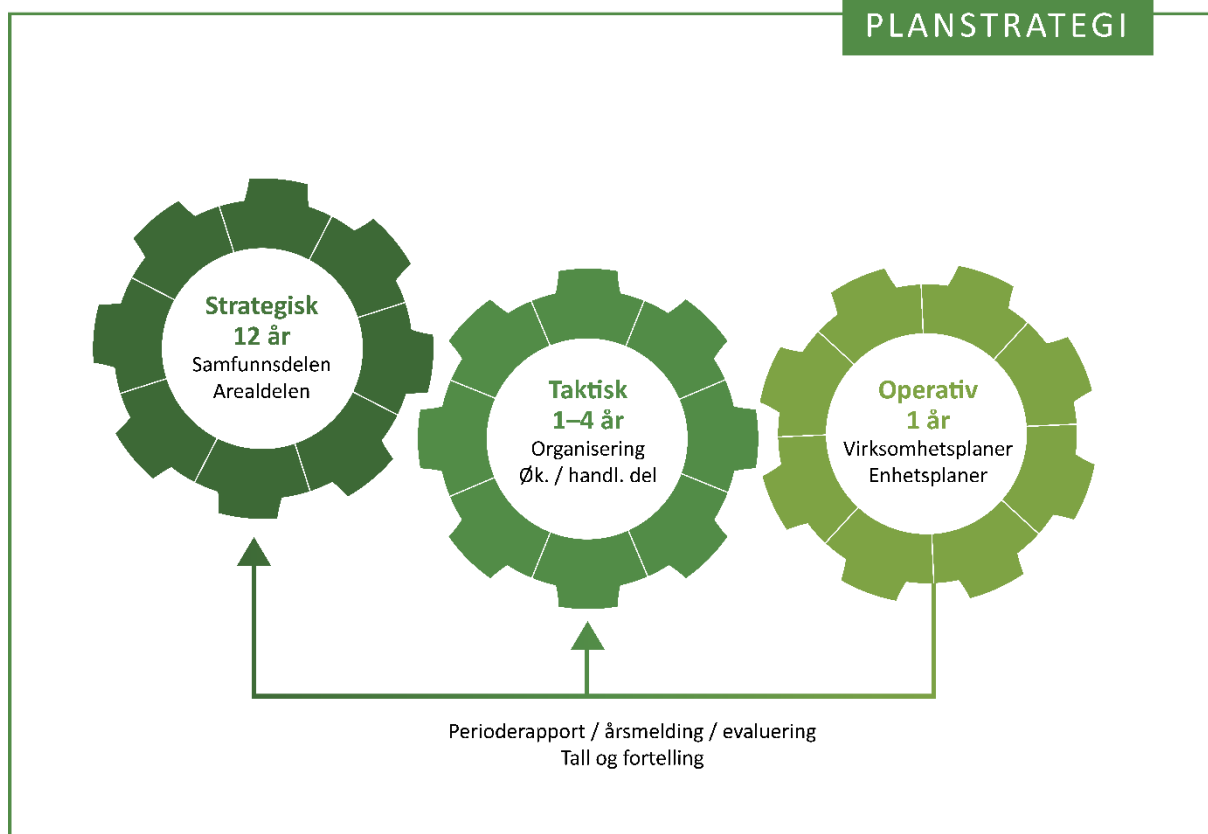 PLANSTRATEGI
Strategisk
12 år
Samfunnsdelen
Arealdelen
Taktisk
1–4 år
Organisering
Øk. / handl. del
Operativ
1 år
Virksomhetsplaner
Enhetsplaner
Perioderapport / årsmelding / evaluering
Tall og fortelling